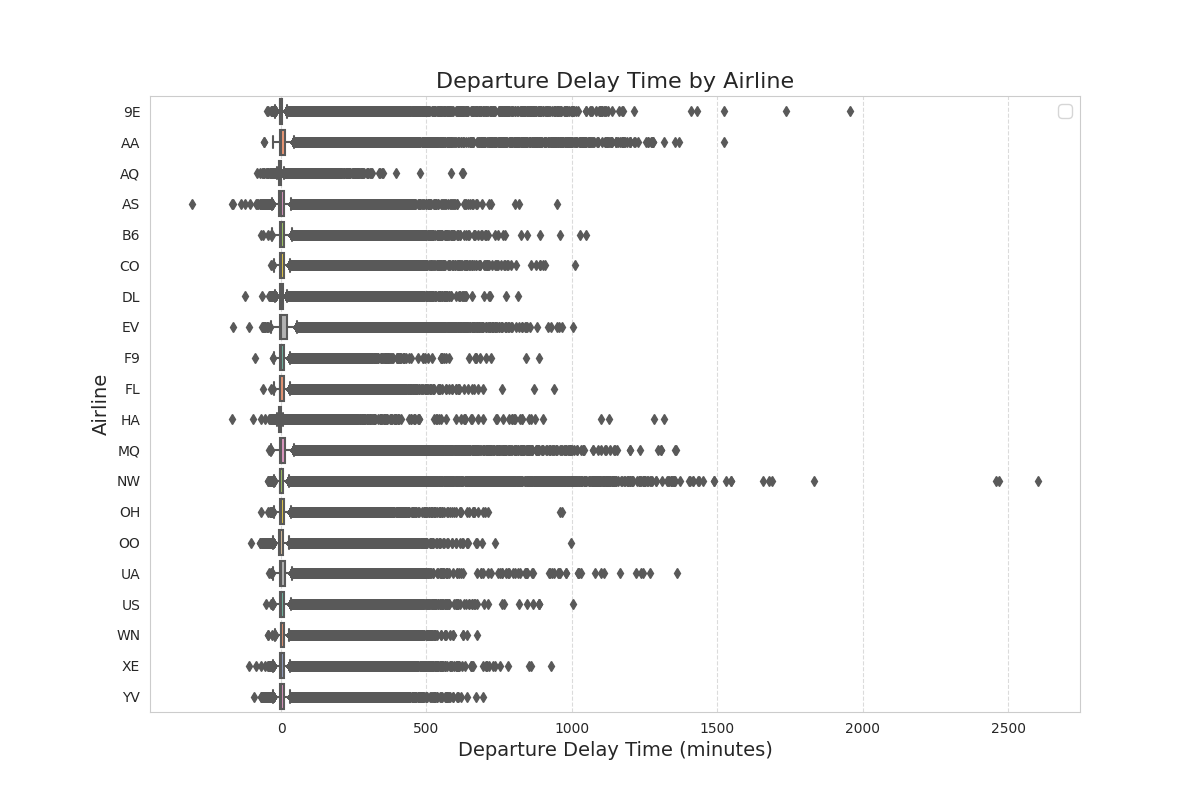 Departure Delay Time by Airline
9E
AA
AQ
AS
B6
CO
DL
EV
F9
FL
HA
MQ
NW
OH
OO
UA
US
WN
XE
YV
Airline
0 500 1000 1500 2000 2500
Departure Delay Time (minutes)